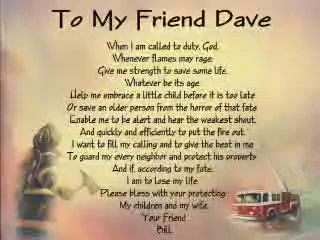 To My Friend Dave
When I am called to duty, God.
Whenever flames may rage:
Give me strength to save some life.
Whatever be its age
Help me embrace a little child before it is too late
Or save an older person from the horror of that fate
Enable me to be alert and hear the weakest shout.
And quickly and efficiently to put the fire out.
I want to fill my calling and to give the best in me
To guard my every neighbor and protect his property
And if, according to my fate.
I am to lose my life.
Please bless with your protecting
My children and my wife.
Your Friend
Bill.